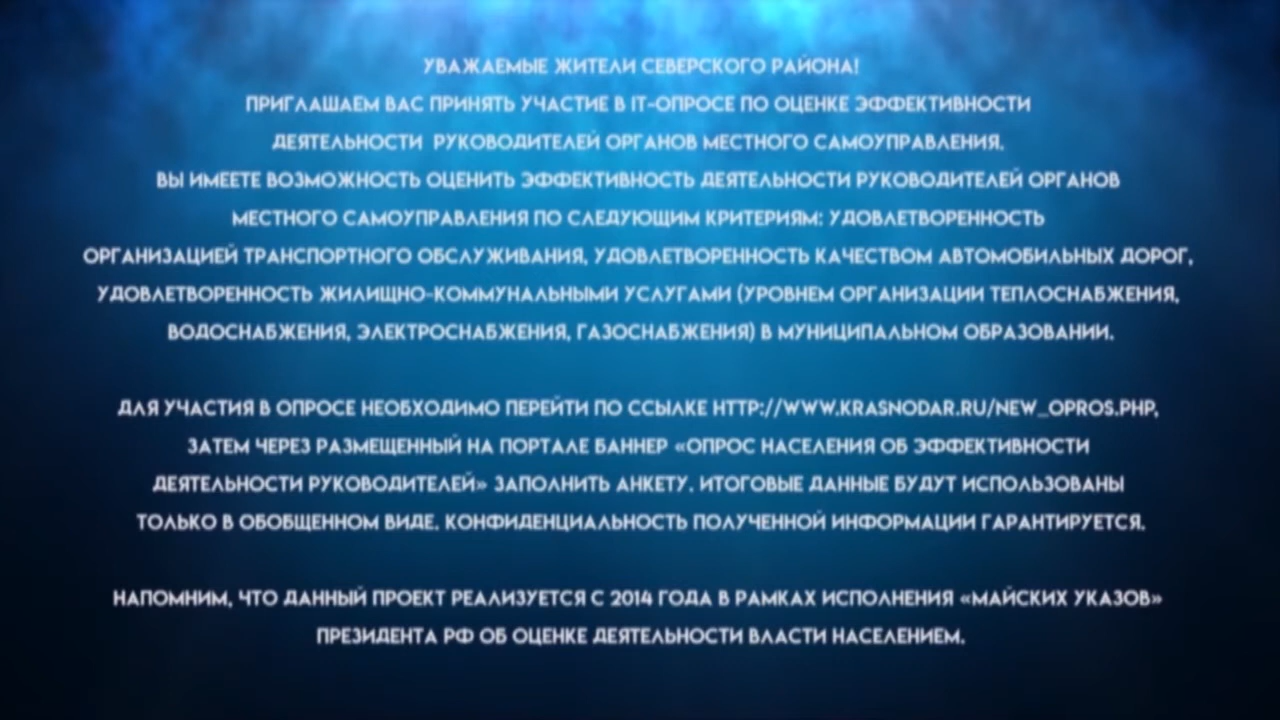 УВАЖАЕМЫЕ ЖИТЕЛИ СЕВЕРСКОГО РАЙОНА!
ПРИГЛАШАЕМ ВАС ПРИНЯТЬ УЧАСТИЕ В IT-ОПРОСЕ ПО ОЦЕНКЕ ЭФФЕКТИВНОСТИ
ДЕЯТЕЛЬНОСТИ РУКОВОДИТЕЛЕЙ ОРГАНОВ МЕСТНОГО САМОУПРАВЛЕНИЯ.
ВЫ ИМЕЕТЕ ВОЗМОЖНОСТЬ ОЦЕНИТЬ ЭФФЕКТИВНОСТЬ ДЕЯТЕЛЬНОСТИ РУКОВОДИТЕЛЕЙ ОРГАНОВ
МЕСТНОГО САМОУПРАВЛЕНИЯ ПО СЛЕДУЮЩИМ КРИТЕРИЯМ: УДОВЛЕТВОРЕННОСТЬ
ОРГАНИЗАЦИЕЙ ТРАНСПОРТНОГО ОБСЛУЖИВАНИЯ, УДОВЛЕТВОРЕННОСТЬ КАЧЕСТВОМ АВТОМОБИЛЬНЫХ ДОРОГ,
УДОВЛЕТВОРЕННОСТЬ ЖИЛИЩНО-КОММУНАЛЬНЫМИ УСЛУГАМИ (УРОВНЕМ ОРГАНИЗАЦИИ ТЕПЛОСНАБЖЕНИЯ,
ВОДОСНАБЖЕНИЯ, ЭЛЕКТРОСНАБЖЕНИЯ, ГАЗОСНАБЖЕНИЯ) В МУНИЦИПАЛЬНОМ ОБРАЗОВАНИИ.
ДЛЯ УЧАСТИЯ В ОПРОСЕ НЕОБХОДИМО ПЕРЕЙТИ ПО ССЫЛКЕ HTTP://WWW.KRASNODAR.RU/NEW_OPROS.PHP,
ЗАТЕМ ЧЕРЕЗ РАЗМЕЩЕННЫЙ НА ПОРТАЛЕ БАННЕР «ОПРОС НАСЕЛЕНИЯ ОБ ЭФФЕКТИВНОСТИ
ДЕЯТЕЛЬНОСТИ РУКОВОДИТЕЛЕЙ» ЗАПОЛНИТЬ АНКЕТУ. ИТОГОВЫЕ ДАННЫЕ БУДУТ ИСПОЛЬЗОВАНЫ
ТОЛЬКО В ОБОБЩЕННОМ ВИДЕ. КОНФИДЕНЦИАЛЬНОСТЬ ПОЛУЧЕННОЙ ИНФОРМАЦИИ ГАРАНТИРУЕТСЯ.
НАПОМНИМ, ЧТО ДАННЫЙ ПРОЕКТ РЕАЛИЗУЕТСЯ С 2014 ГОДА В РАМКАХ ИСПОЛНЕНИЯ «МАЙСКИХ УКАЗОВ»
ПРЕЗИДЕНТА РФ ОБ ОЦЕНКЕ ДЕЯТЕЛЬНОСТИ ВЛАСТИ НАСЕЛЕНИЕМ.